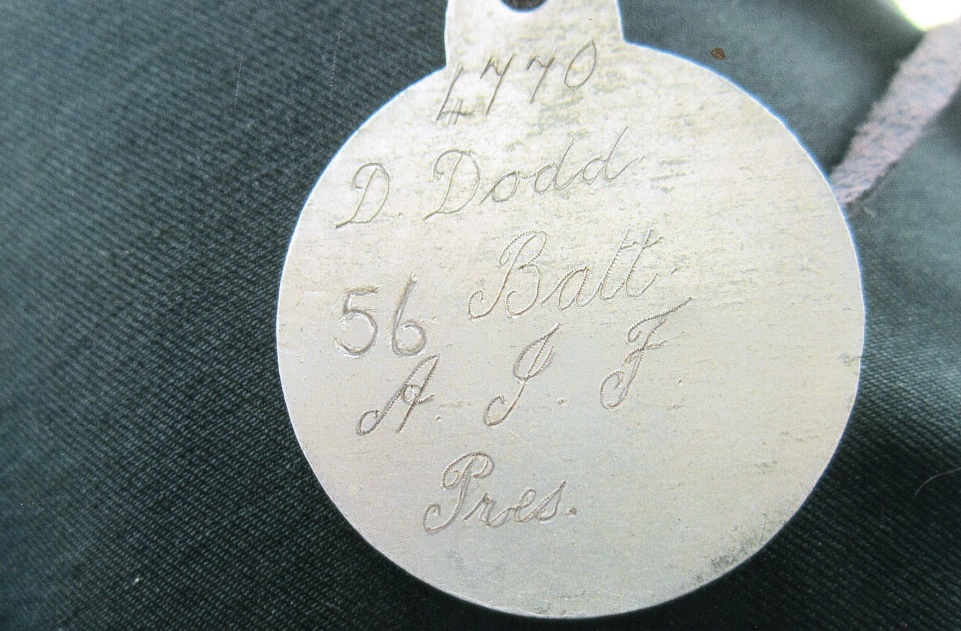 4770
D. Dodd
56 Batt.
A. I. F.
Pres.